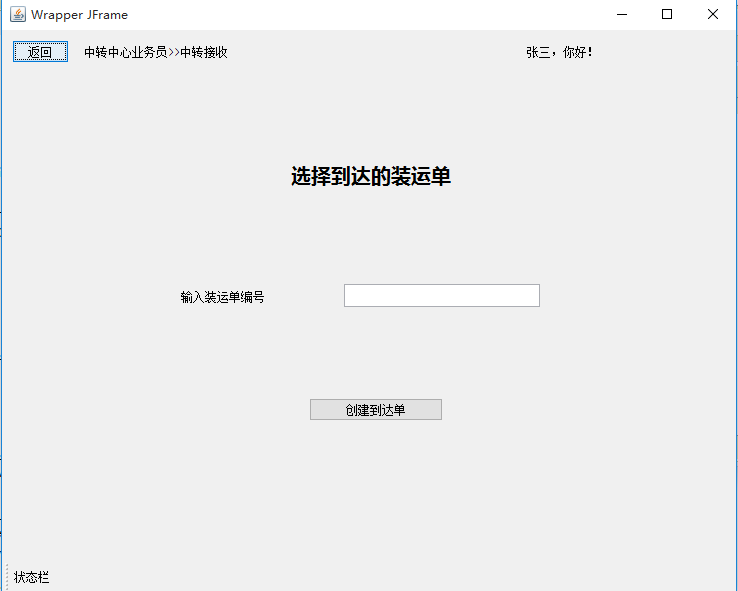 Wrapper JFrame
返回 中转中心业务员>>中转接收 张三，你好！
选择到达的装运单
输入装运单编号
创建到达单
状态栏